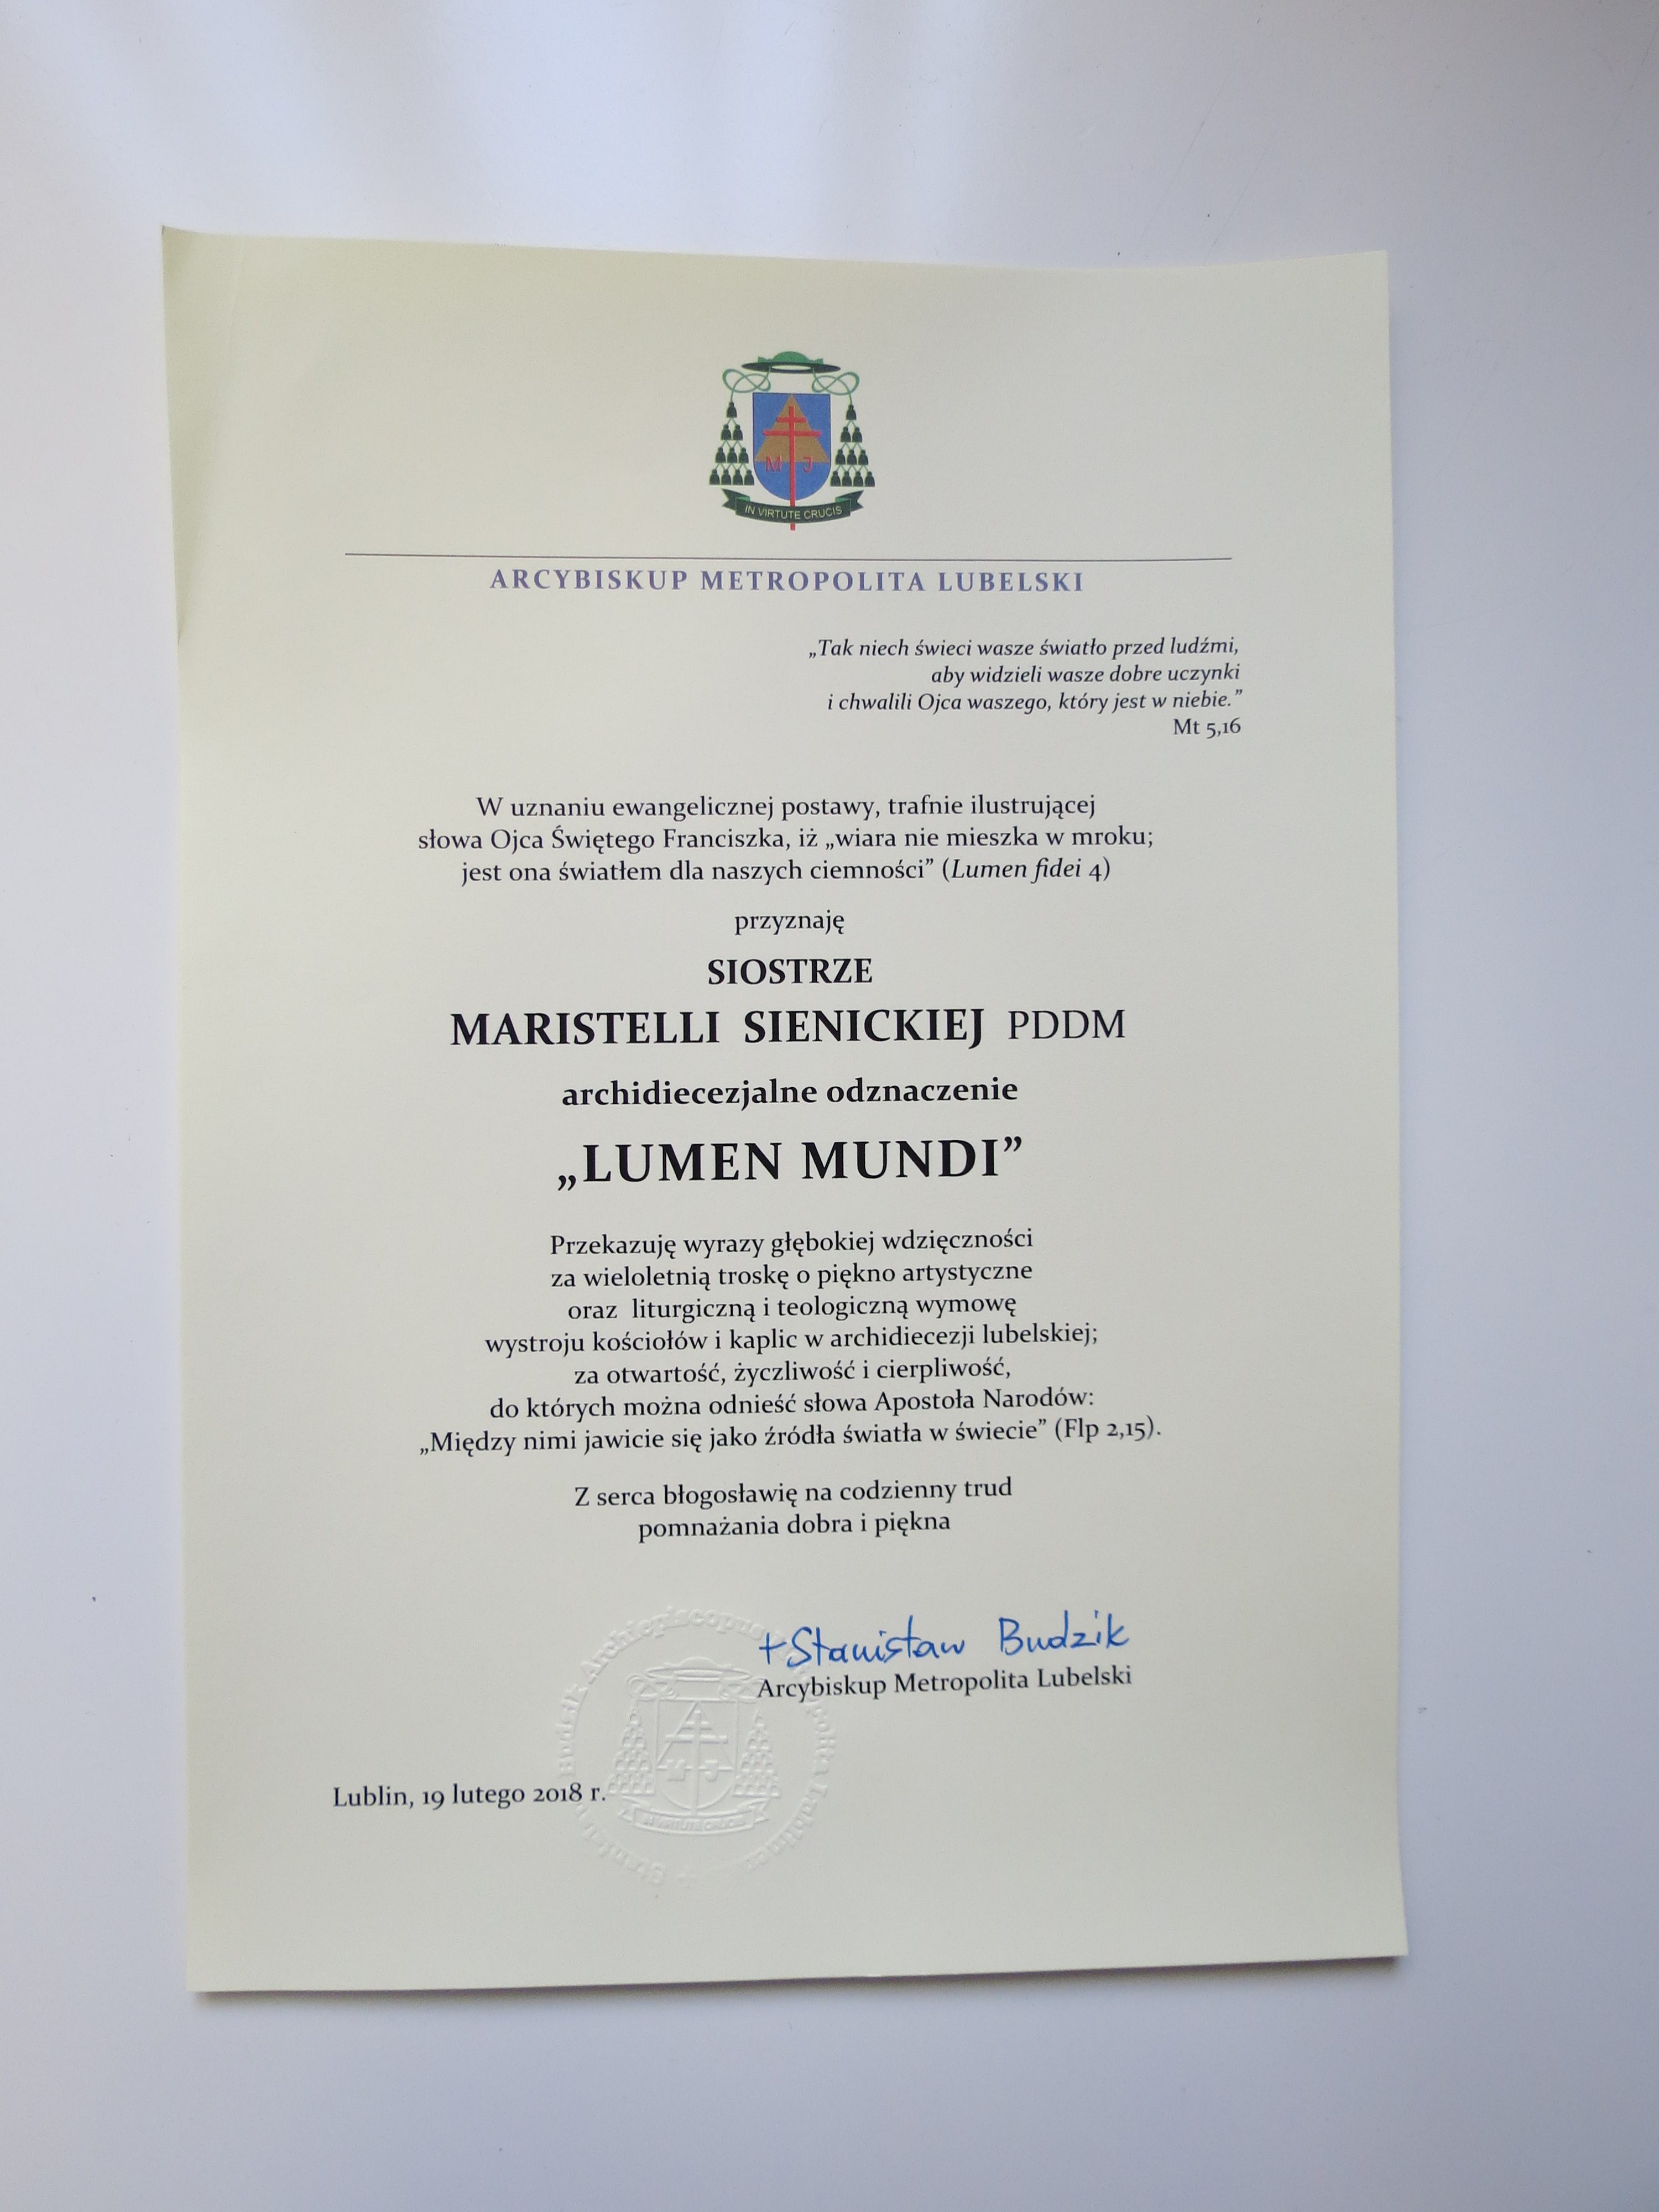 M J
IN VIRTUTE CRUCIS
ARCYBISKUP METROPOLITA LUBELSKI
„Tak niech świeci wasze światło przed ludźmi,
aby widzieli wasze dobre uczynki
i chwalili Ojca waszego, który jest w niebie.”
Mt 5,16
W uznaniu ewangelicznej postawy, trafnie ilustrującej
słowa Ojca Świętego Franciszka, iż „wiara nie mieszka w mroku;
jest ona światłem dla naszych ciemności” (Lumen fidei 4)
przyznaję
SIOSTRZE
MARISTELLI SIENICKIEJ PDDM
archidiecezjalne odznaczenie
„LUMEN MUNDI”
Przekazuję wyrazy głębokiej wdzięczności
za wieloletnią troskę o piękno artystyczne
oraz liturgiczną i teologiczną wymowę
wystroju kościołów i kaplic w archidiecezji lubelskiej;
za otwartość, życzliwość i cierpliwość,
do których można odnieść słowa Apostoła Narodów:
„Między nimi jawicie się jako źródła światła w świecie” (Flp 2,15).
Z serca błogosławię na codzienny trud
pomnażania dobra i piękna
+Stanisław Budzik
Arcybiskup Metropolita Lubelski
Budzik Archiepiscopus
M J
IN VIRTUTE CRUCIS
Lublin, 19 lutego 2018 r.